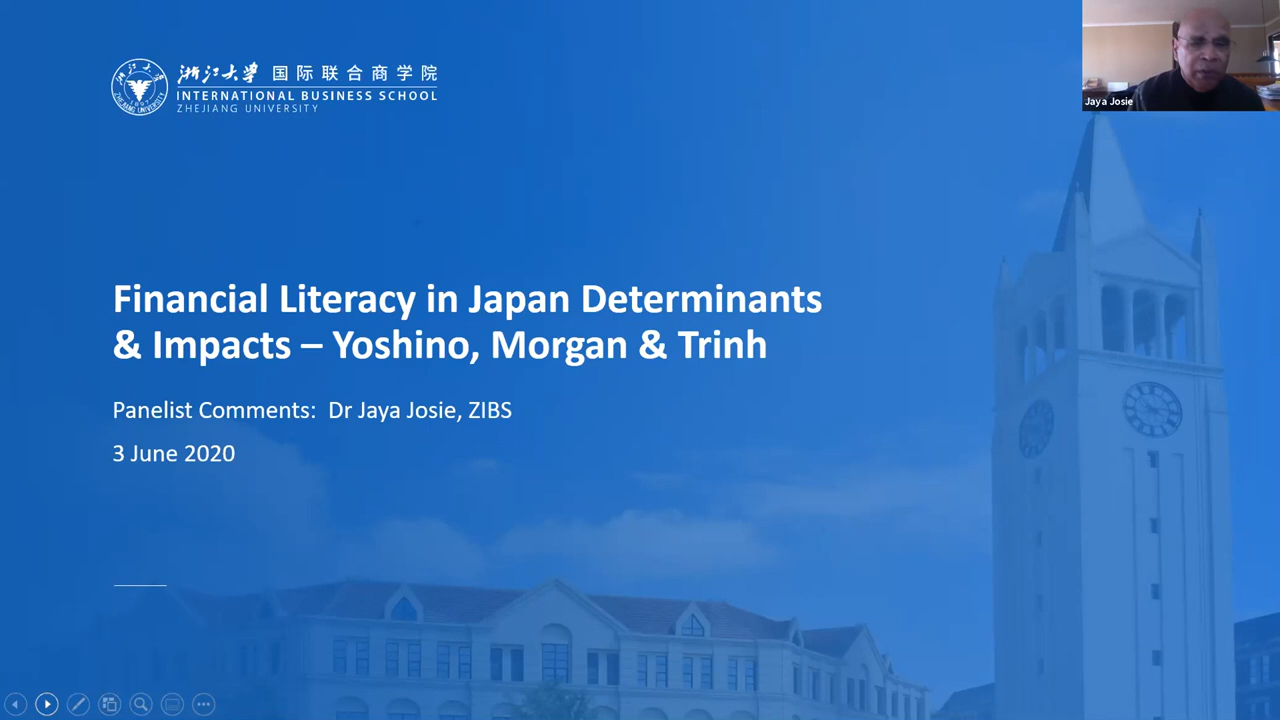 浙江大学 国际联合商学院
INTERNATIONAL BUSINESS SCHOOL
ZHEJIANG UNIVERSITY
Jaya Josie
Financial Literacy in Japan Determinants
& Impacts – Yoshino, Morgan & Trinh
Panelist Comments:  Dr Jaya Josie, ZIBS
3 June 2020